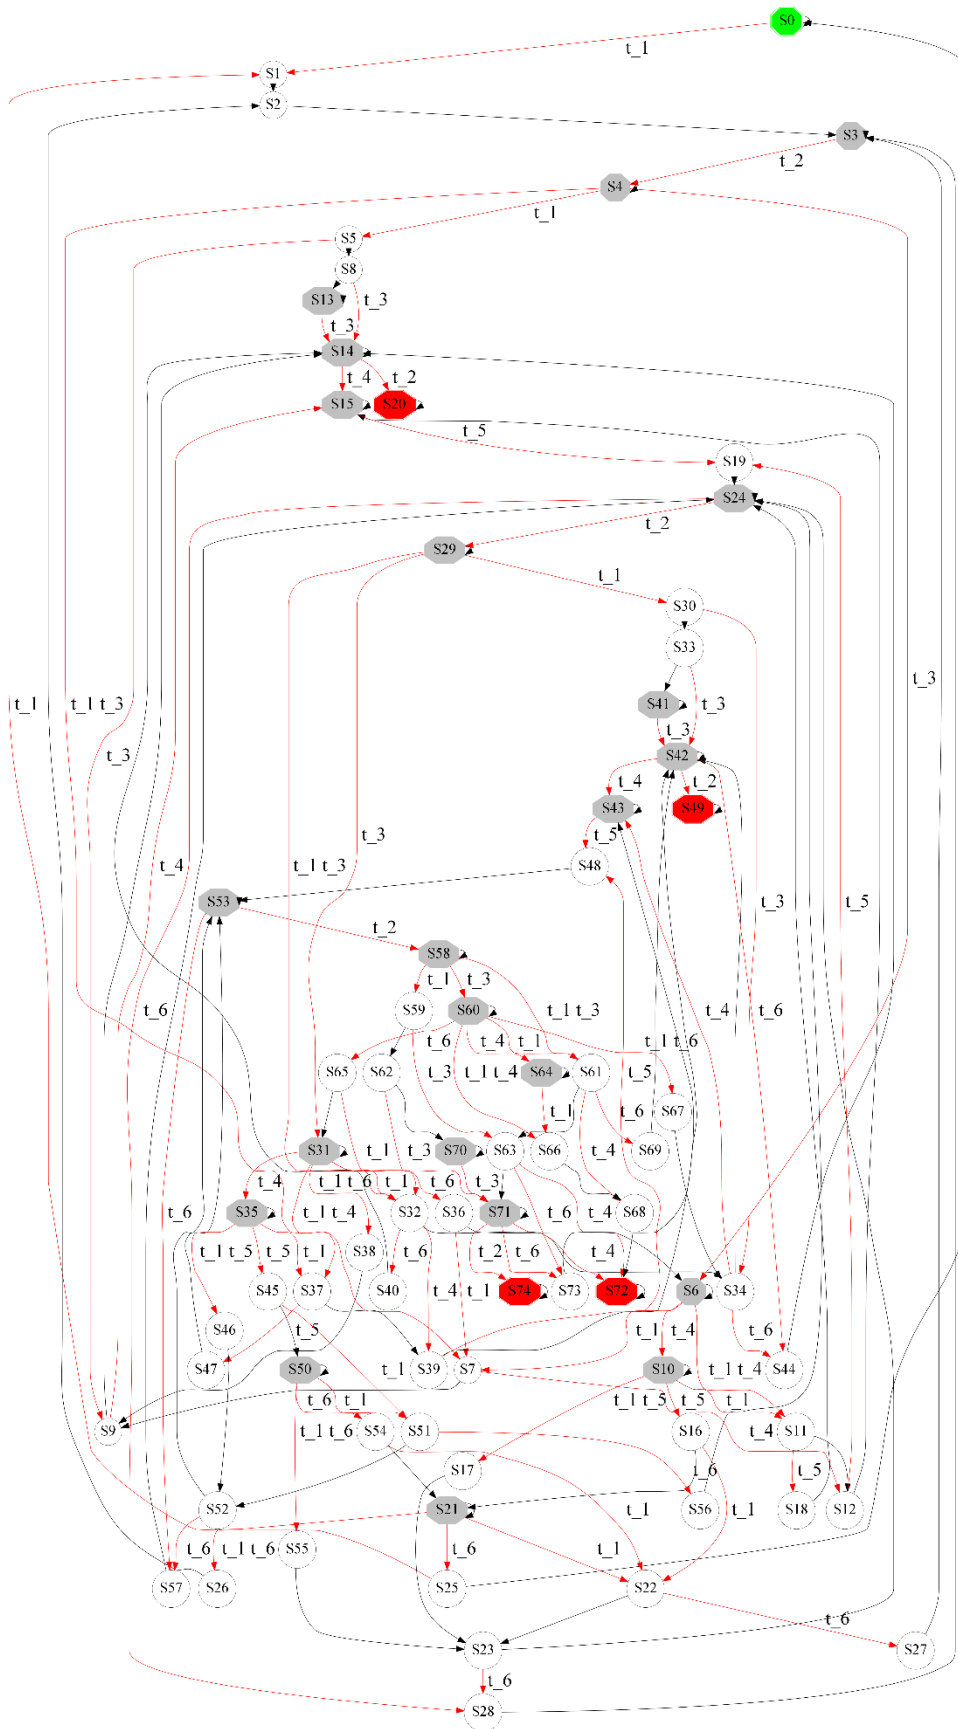 S0
t_1
S1
S2
S3
t_2
S4
t_1
S5
S8
S13 t_3
t_3
S14
t_4 t_2
S15 S20
t_5
S19
S24
t_2
S29
t_1
S30
S33
t_3
t_1 t_1 t_3 S41 t_3
t_3 t_3
S42
t_4 t_2
S43 S49
t_3
t_5
t_4 t_1 t_3 S48
S53 t_3 t_5
t_2
S58
t_1 t_3
t_6 S59 S60 t_1 t_3 t_4 t_6
t_6 t_4 t_1 t_1 t_6
S65 S62 t_3 t_1 t_4 S64 S61 t_5
t_1 t_6 S67
S31 t_1 t_3 S70 S63 S66 S69
t_4 t_1 t_6 t_1 t_6 t_3 t_4
S35 S32 S36 S71 t_6 t_4 S68
t_6 t_1 t_5 t_5 t_1 t_1 t_4 S38 t_6 t_2 t_6 t_4
S45 S37 S40 t_4 t_1 S74 S73 S72 S6 S34
S46 t_5 t_1 t_4 t_6
S47 S50 t_1 S39 S7 S10 t_1 t_4 S44
t_6 t_1 t_1 t_5 t_5 t_1
S9 t_1 t_6 S54 S51 S16 t_4 S11
S17 t_6 t_5
S52 S21 t_1 S56 t_1 S18 S12
t_6 t_1 t_6 S55 t_6 t_1
S57 S26 S25 S22
t_6
S23 S27
t_6
S28